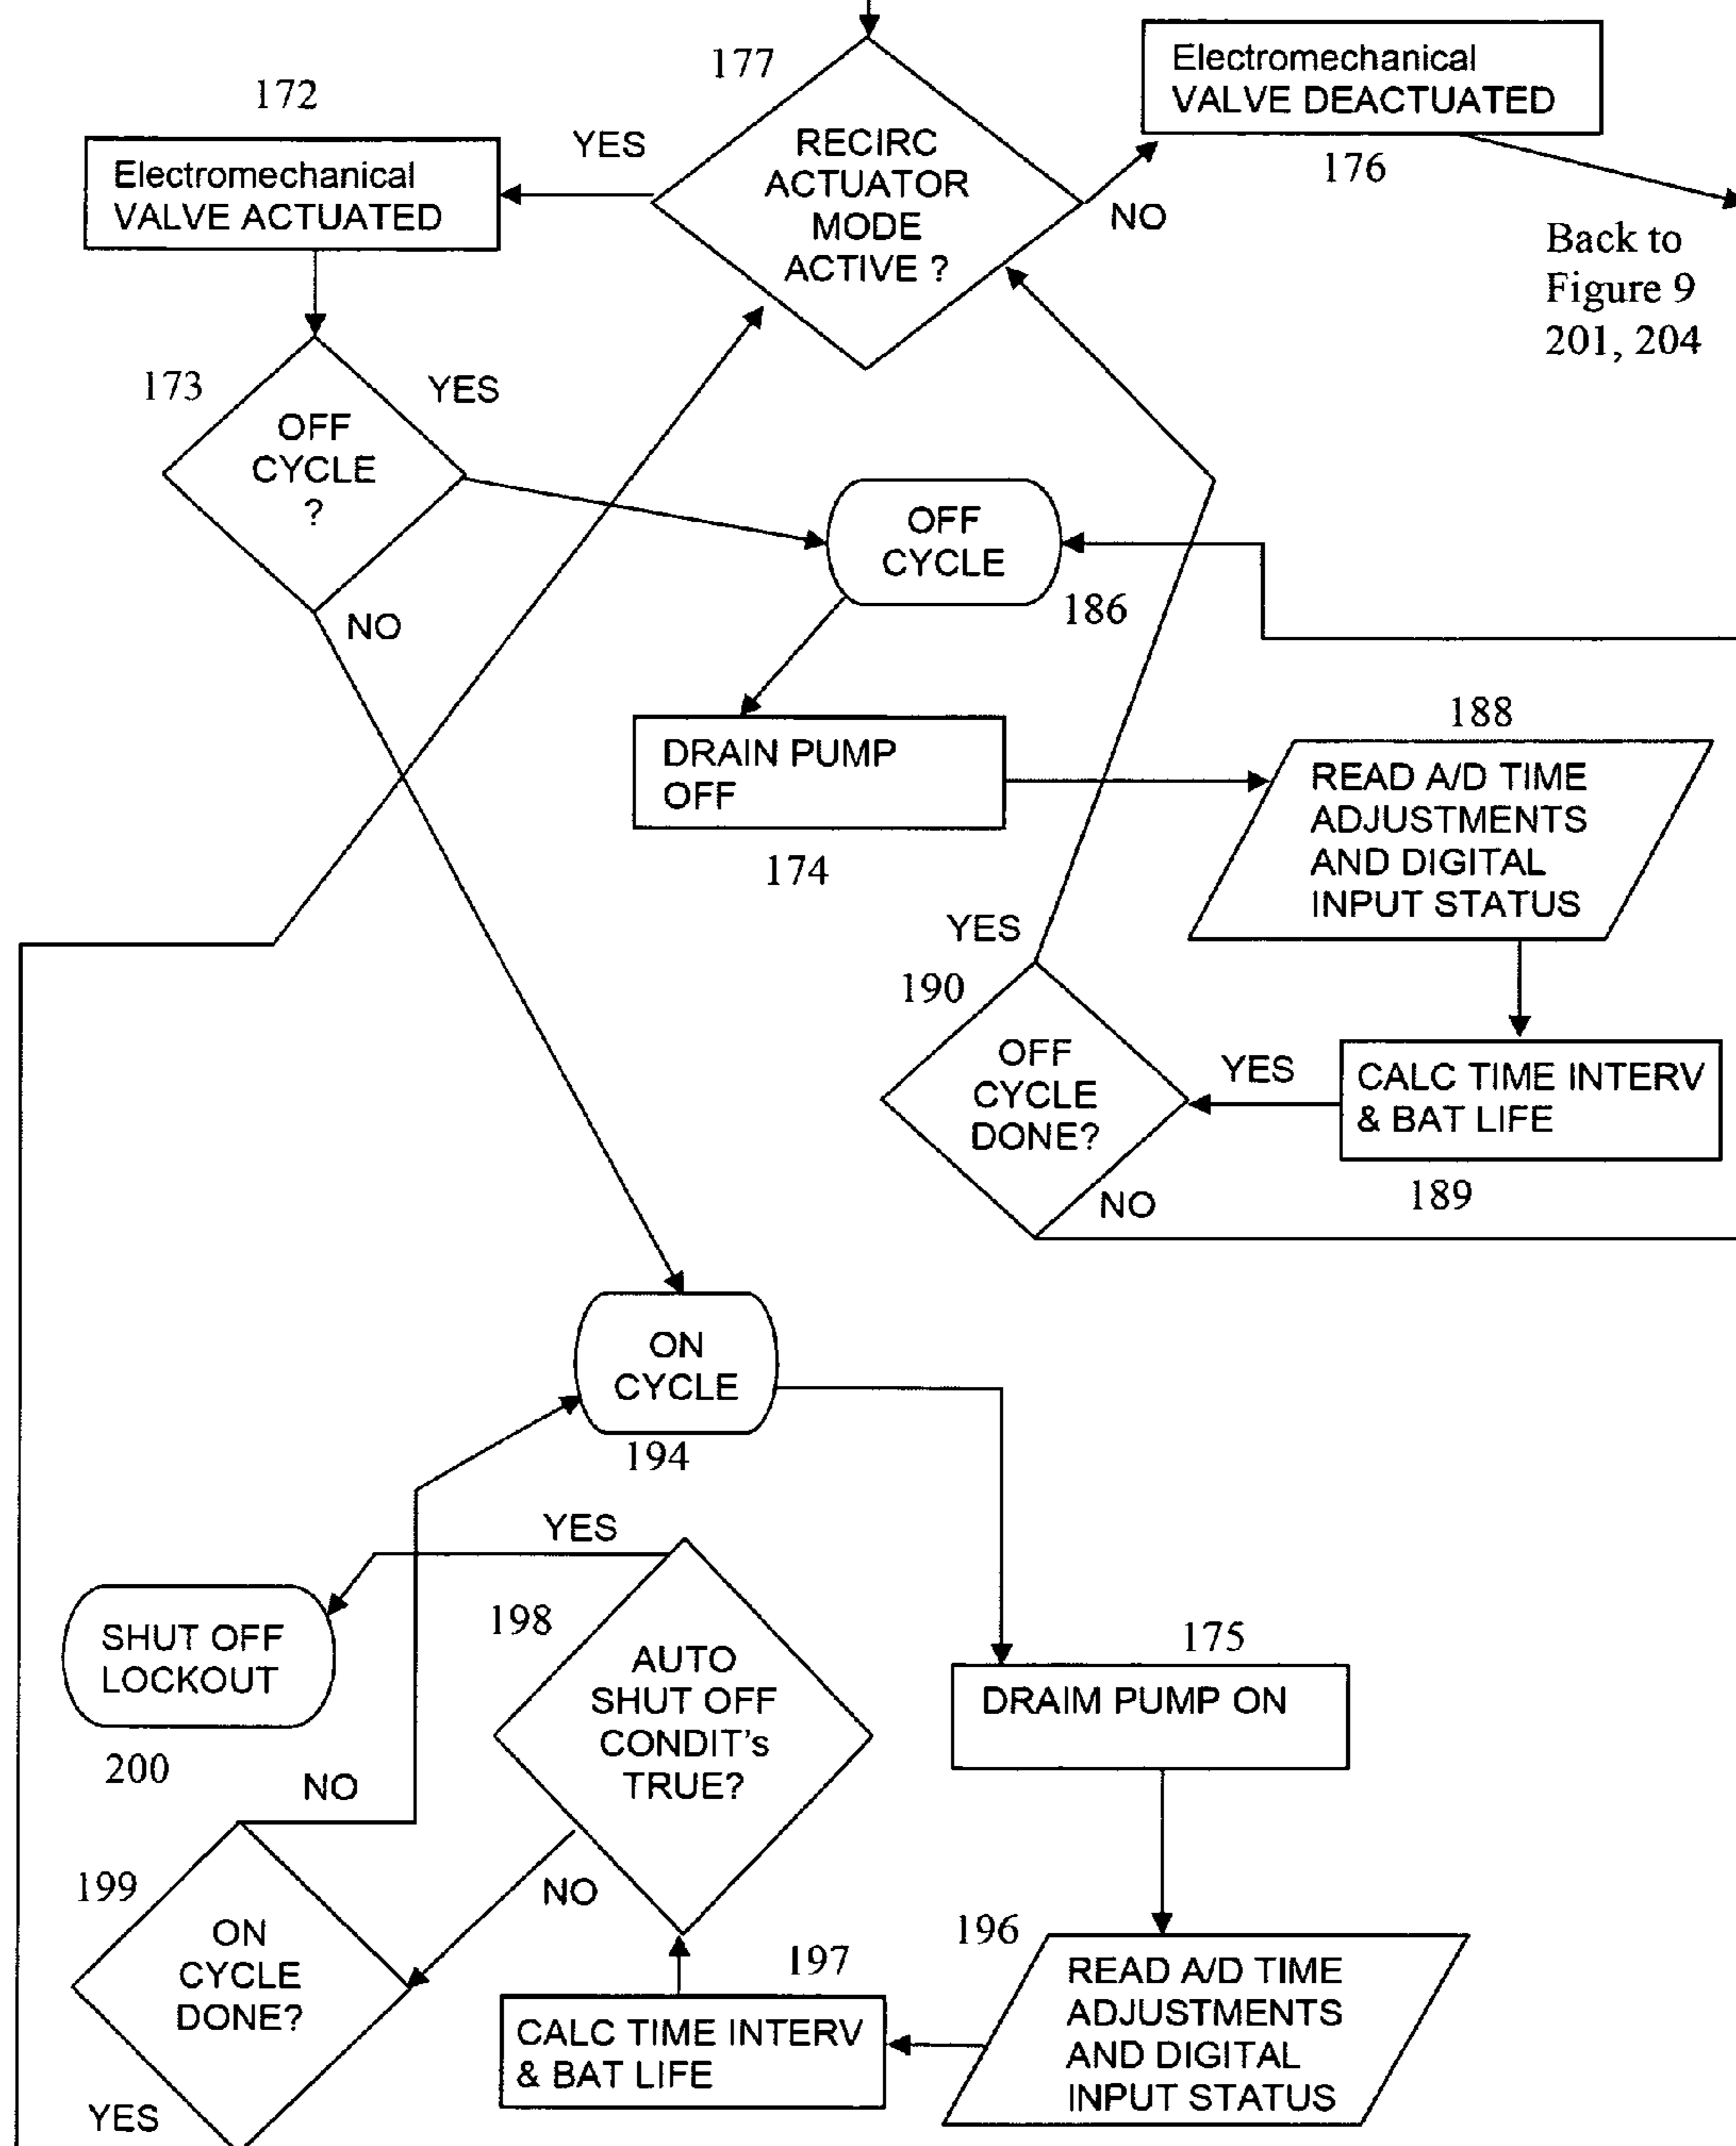 177
Electromechanical
VALVE DEACTUATED
176
172
Electromechanical
VALVE ACTUATED
YES
RECIRC
ACTUATOR
MODE
ACTIVE ?
NO
Back to
Figure 9
201, 204
173
YES
OFF
CYCLE
?
NO
OFF
CYCLE
186
DRAIN PUMP
OFF
174
188
READ A/D TIME
ADJUSTMENTS
AND DIGITAL
INPUT STATUS
YES
190
OFF
CYCLE
DONE?
YES
CALC TIME INTERV
& BAT LIFE
189
NO
ON
CYCLE
194
YES
198
AUTO
SHUT OFF
CONDIT's
TRUE?
SHUT OFF
LOCKOUT
200
NO
175
DRAIM PUMP ON
199
ON
CYCLE
DONE?
NO
YES
197
CALC TIME INTERV
& BAT LIFE
196
READ A/D TIME
ADJUSTMENTS
AND DIGITAL
INPUT STATUS